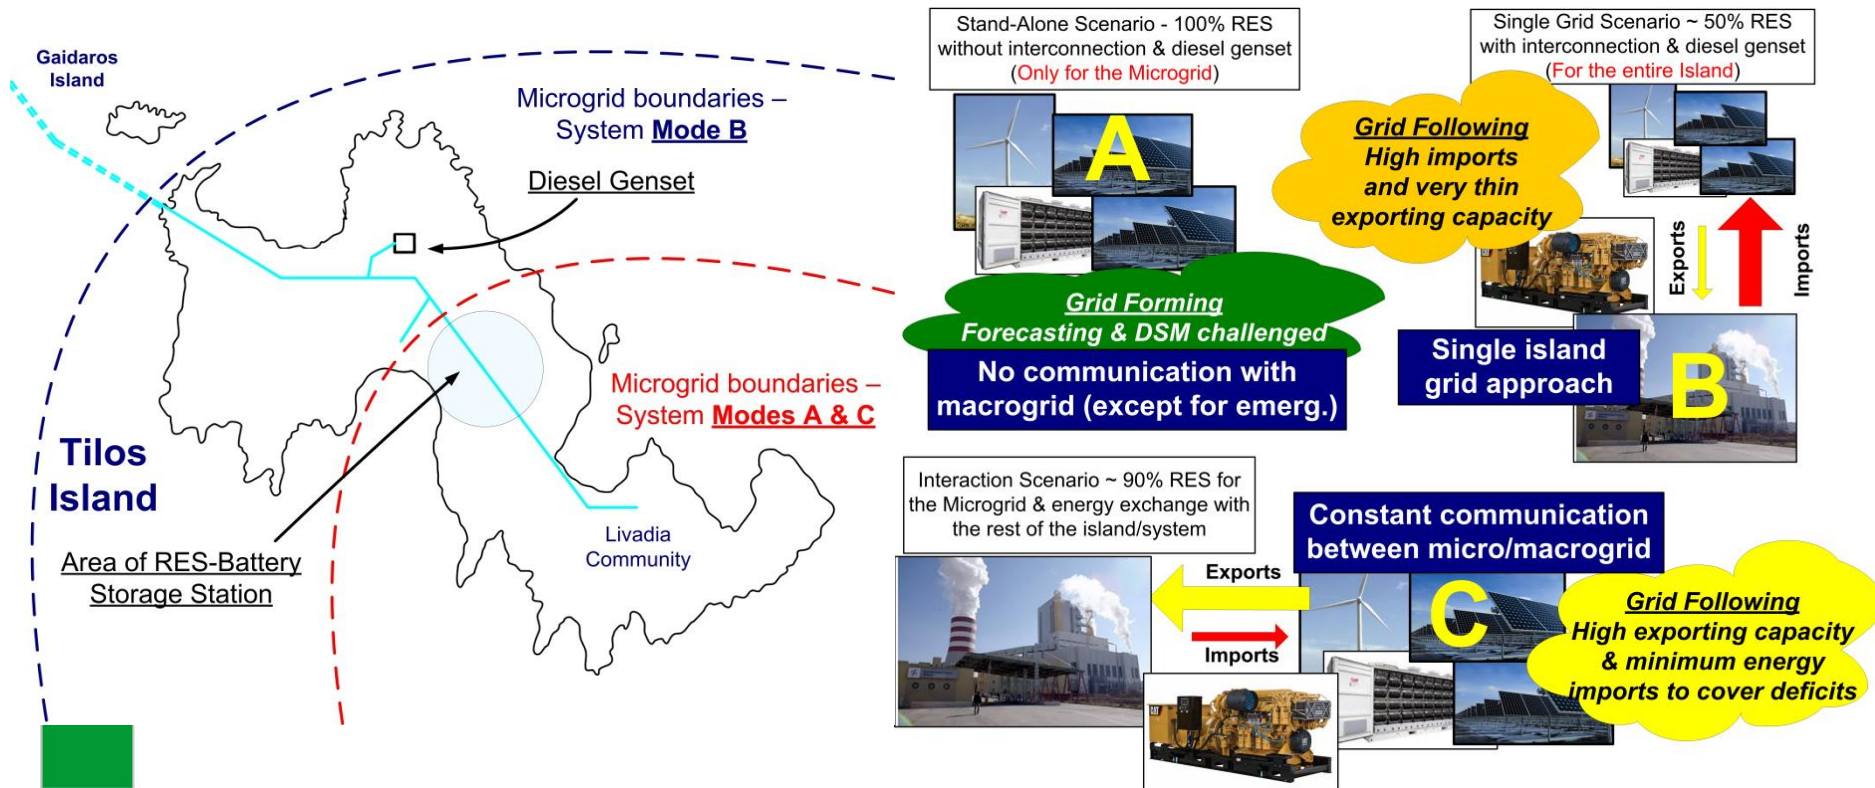 Gaidaros
Island
Microgrid boundaries –
System Mode B
Diesel Genset
Microgrid boundaries –
System Modes A & C
Tilos
Island
Area of RES-Battery
Storage Station
Livadia
Community
Stand-Alone Scenario - 100% RES
without interconnection & diesel genset
(Only for the Microgrid)
A
Grid Forming
Forecasting & DSM challenged
No communication with
macrogrid (except for emerg.)
Single Grid Scenario ~ 50% RES
with interconnection & diesel genset
(For the entire Island)
Grid Following
High imports
and very thin
exporting capacity
Exports
Imports
Single island
grid approach
B
Interaction Scenario ~ 90% RES for
the Microgrid & energy exchange with
the rest of the island/system
Constant communication
between micro/macrogrid
Exports
Imports
C
Grid Following
High exporting capacity
& minimum energy
imports to cover deficits
CAT